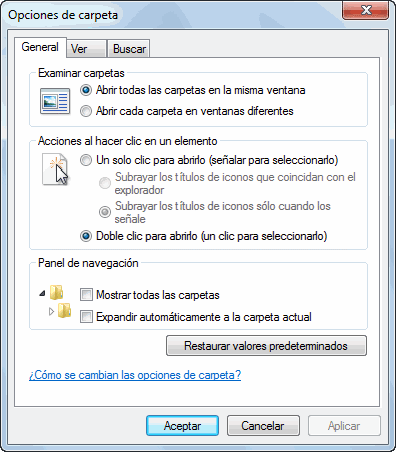 Opciones de carpeta
General
Ver
Buscar
Examinar carpetas
Abrir todas las carpetas en la misma ventana
Abrir cada carpeta en ventanas diferentes
Acciones al hacer clic en un elemento
Un solo clic para abrirlo (señalar para seleccionarlo)
Subrayar los títulos de iconos que coincidan con el
explorador
Subrayar los títulos de iconos sólo cuando los
señale
Doble clic para abrirlo (un clic para seleccionarlo)
Panel de navegación
Mostrar todas las carpetas
Expandir automáticamente a la carpeta actual
Restaurar valores predeterminados
¿Cómo se cambian las opciones de carpeta?
Aceptar
Cancelar
Aplicar